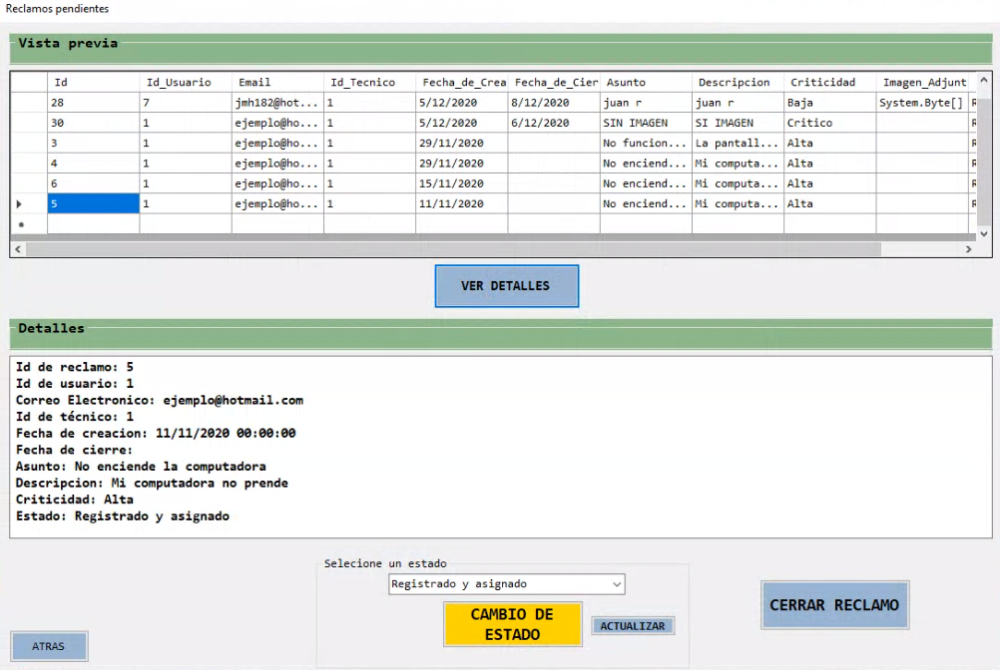 Reclamos pendientes
Vista previa
Id Id_Usuario Email Id_Tecnico Fecha_de_Crea Fecha_de_Cier Asunto Descripcion Criticidad Imagen_Adjunt
28 7 jmh182@hot... 1 5/12/2020 8/12/2020 juan r juan r Baja System.Byte[] R
30 1 ejemplo@ho... 1 5/12/2020 6/12/2020 SIN IMAGEN SI IMAGEN Critico R
3 1 ejemplo@ho... 1 29/11/2020 No funcion... La pantall... Alta R
4 1 ejemplo@ho... 1 29/11/2020 No enciend... Mi computa... Alta R
6 1 ejemplo@ho... 1 15/11/2020 No enciend... Mi computa... Alta R
5 1 ejemplo@ho... 1 11/11/2020 No enciend... Mi computa... Alta R
VER DETALLES
Detalles
Id de reclamo: 5
Id de usuario: 1
Correo Electronico: ejemplo@hotmail.com
Id de técnico: 1
Fecha de creacion: 11/11/2020 00:00:00
Fecha de cierre:
Asunto: No enciende la computadora
Descripcion: Mi computadora no prende
Criticidad: Alta
Estado: Registrado y asignado
Selecione un estado
Registrado y asignado
CAMBIO DE
ESTADO
ACTUALIZAR
CERRAR RECLAMO
ATRAS